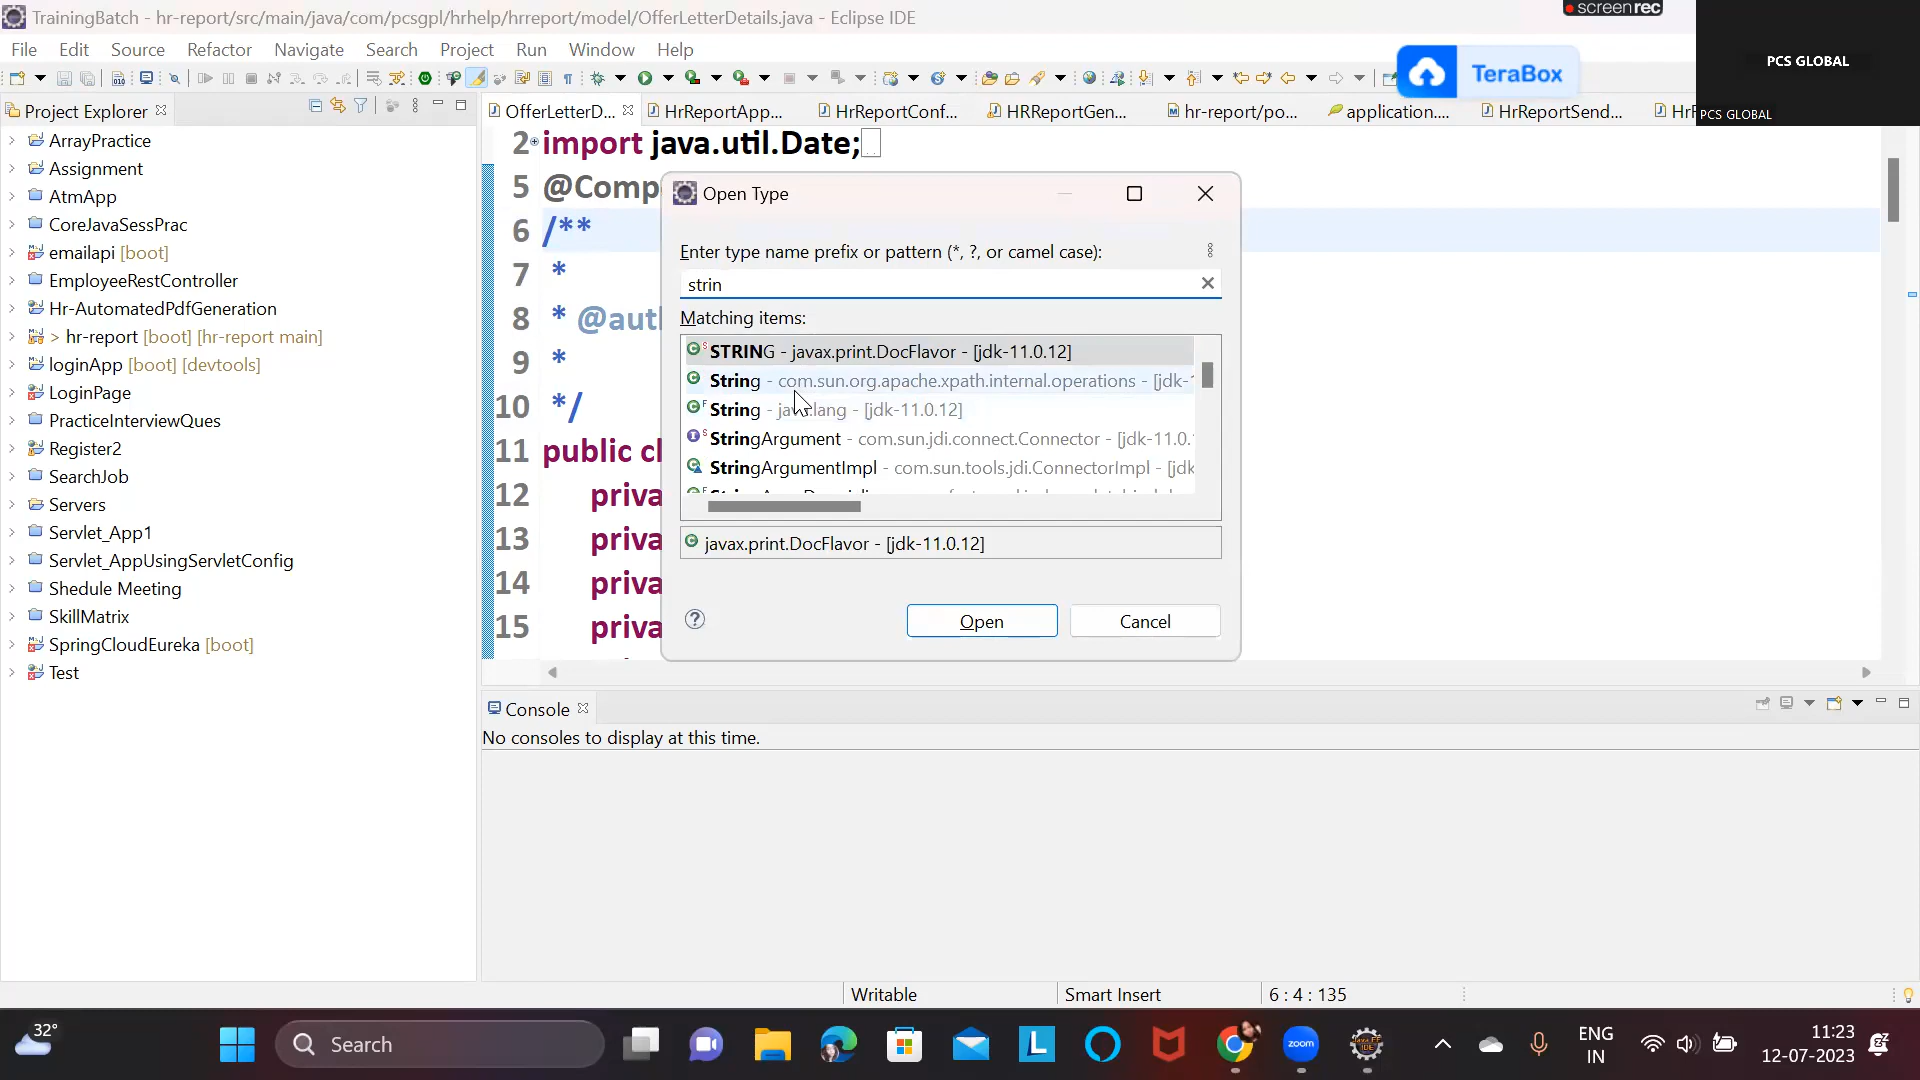 TrainingBatch - hr-report/src/main/java/com/pcsgpl/hrhelp/hrreport/model/OfferLetterDetails.java - Eclipse IDE
screenrec
PCS GLOBAL
PCS GLOBAL
File Edit Source Refactor Navigate Search Project Run Window Help
TeraBox
Project Explorer
OfferLetterD... HrReportApp... HrReportConf... HRReportGen... hr-report/po... application.... HrReportSend...
ArrayPractice
Assignment
AtmApp
CoreJavaSessPrac
emailapi [boot]
EmployeeRestController
Hr-AutomatedPdfGeneration
> hr-report [boot] [hr-report main]
loginApp [boot] [devtools]
LoginPage
PracticeInterviewQues
Register2
SearchJob
Servers
Servlet_App1
Servlet_AppUsingServletConfig
Shedule Meeting
SkillMatrix
SpringCloudEureka [boot]
Test
2 import java.util.Date;
5 @Comp
6 /**
7 *
8 * @auth
9 *
10 */
11 public cl
12 priva
13 priva
14 priva
15 priva
Open Type
Enter type name prefix or pattern (*, ?, or camel case):
strin
Matching items:
STRING - javax.print.DocFlavor - [jdk-11.0.12]
String - com.sun.org.apache.xpath.internal.operations - [jdk-1
String - java.lang - [jdk-11.0.12]
StringArgument - com.sun.jdi.connect.Connector - [jdk-11.0.
StringArgumentImpl - com.sun.tools.jdi.ConnectorImpl - [jdk
javax.print.DocFlavor - [jdk-11.0.12]
Open Cancel
Console
No consoles to display at this time.
Writable Smart Insert 6 : 4 : 135
32°
Search
zoom
ENG
IN
11:23
12-07-2023